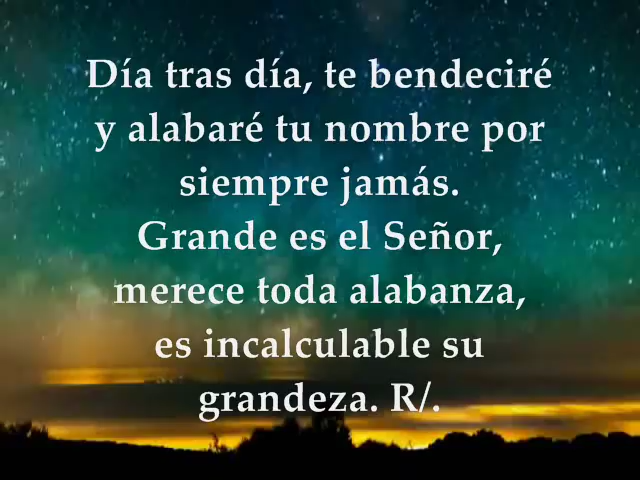 Día tras día, te bendeciré
y alabaré tu nombre por
siempre jamás.
Grande es el Señor,
merece toda alabanza,
es incalculable su
grandeza. R/.